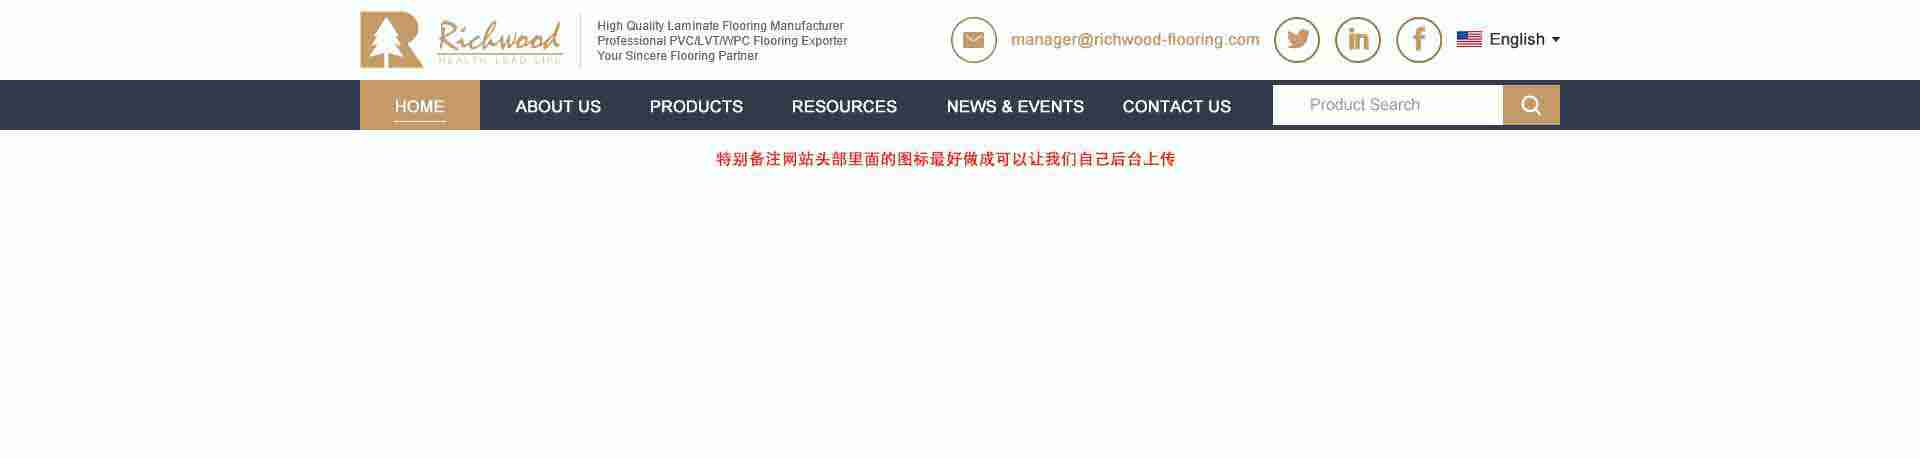 Richwood
HEALTH LEAD LIFE
High Quality Laminate Flooring Manufacturer
Professional PVC/LVT/WPC Flooring Exporter
Your Sincere Flooring Partner
manager@richwood-flooring.com
English
HOME
ABOUT US
PRODUCTS
RESOURCES
NEWS & EVENTS
CONTACT US
Product Search
特别备注网站头部里面的图标最好做成可以让我们自己后台上传